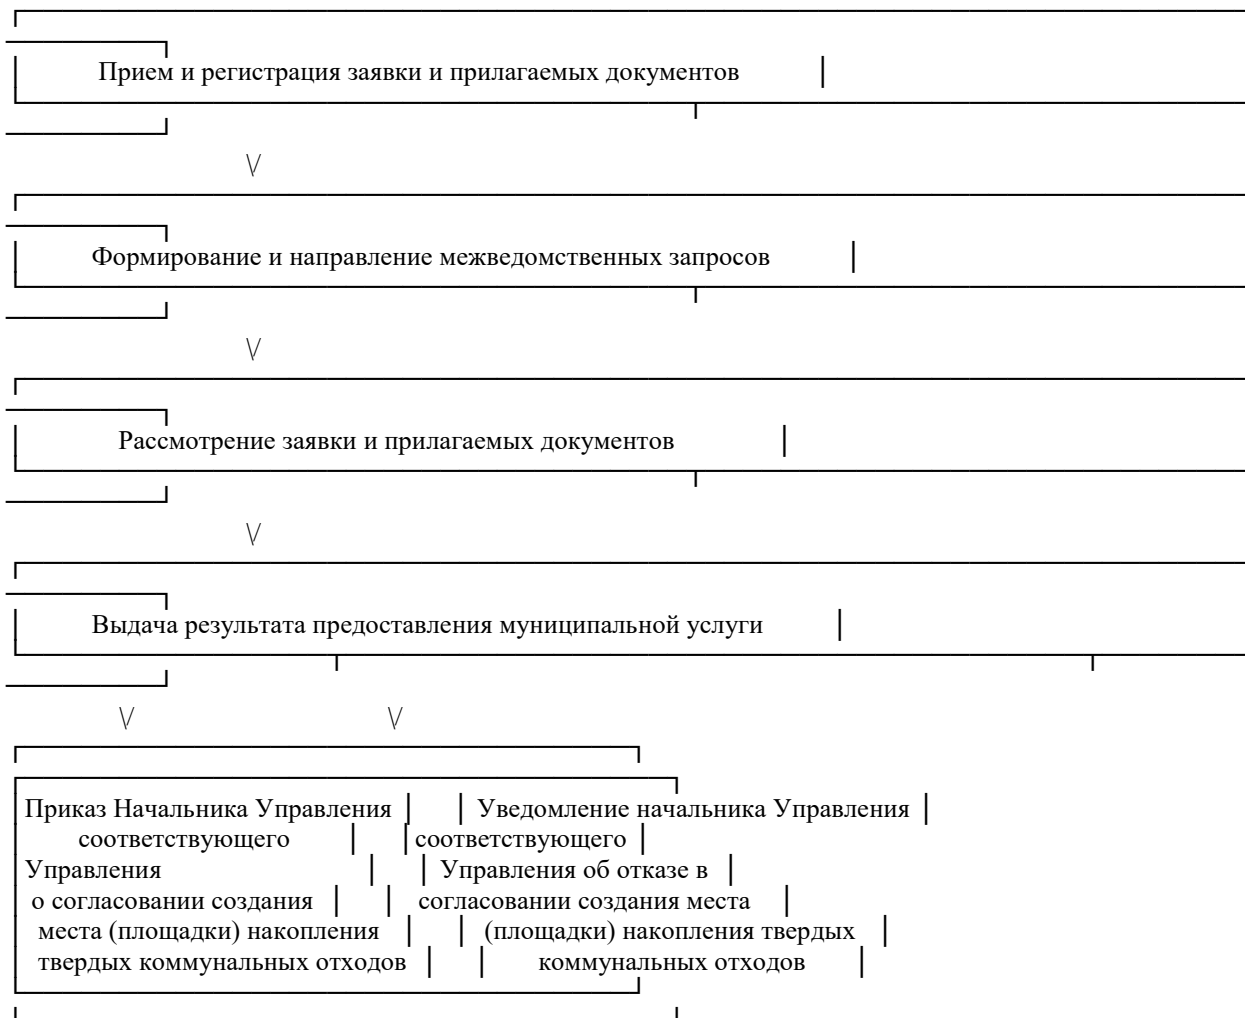 Прием и регистрация заявки и прилагаемых документов
\/
Формирование и направление межведомственных запросов
\/
Рассмотрение заявки и прилагаемых документов
\/
Выдача результата предоставления муниципальной услуги
\/ \/
Приказ Начальника Управления │ │ Уведомление начальника Управления │
соответствующего │ │соответствующего │
Управления │ │ Управления об отказе в │
о согласовании создания │ │ согласовании создания места │
места (площадки) накопления │ │ (площадки) накопления твердых │
твердых коммунальных отходов │ │ коммунальных отходов │